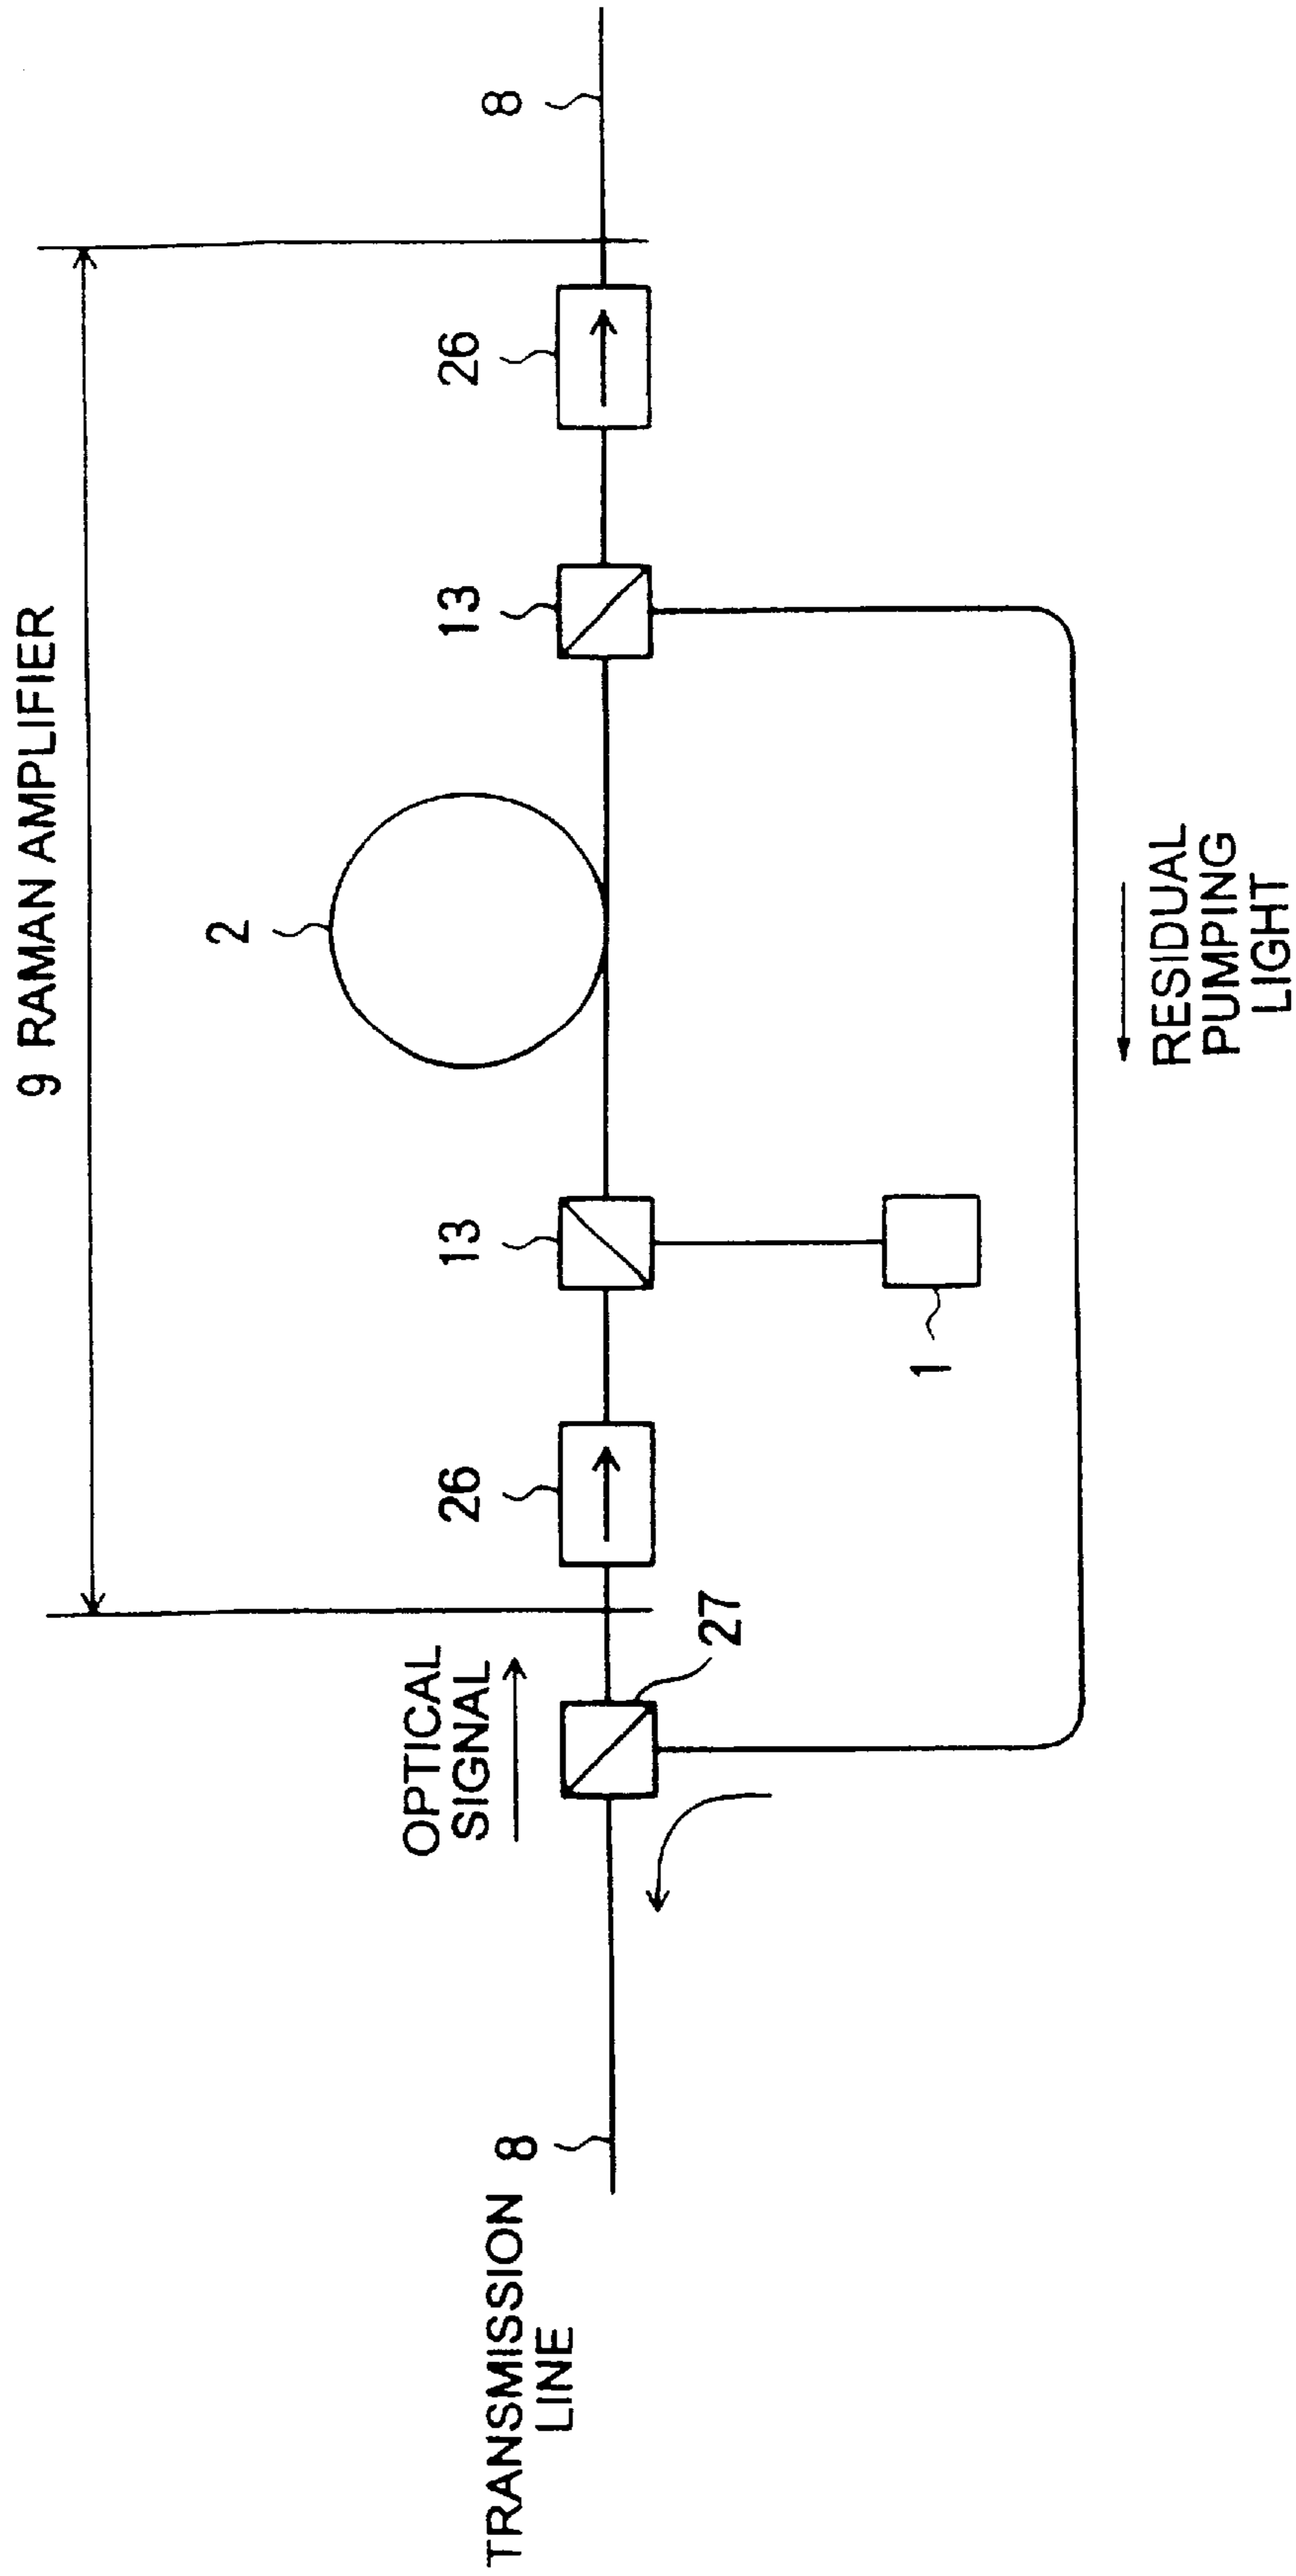 9 RAMAN AMPLIFIER
2
8
26
13
13
26
OPTICAL
SIGNAL
27
TRANSMISSION 8
LINE
1
RESIDUAL
PUMPING
LIGHT